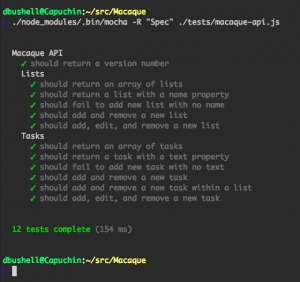 dbushell@Capuchin:~/src/Macaque
./node_modules/.bin/mocha -R "Spec" ./tests/macaque-api.js
Macaque API
✓ should return a version number
Lists
✓ should return an array of lists
✓ should return a list with a name property
✓ should fail to add new list with no name
✓ should add and remove a new list
✓ should add, edit, and remove a new list
Tasks
✓ should return an array of tasks
✓ should return a task with a text property
✓ should fail to add new task with no text
✓ should add and remove a new task
✓ should add and remove a new task within a list
✓ should add, edit, and remove a new task
12 tests complete (154 ms)
dbushell@Capuchin:~/src/Macaque